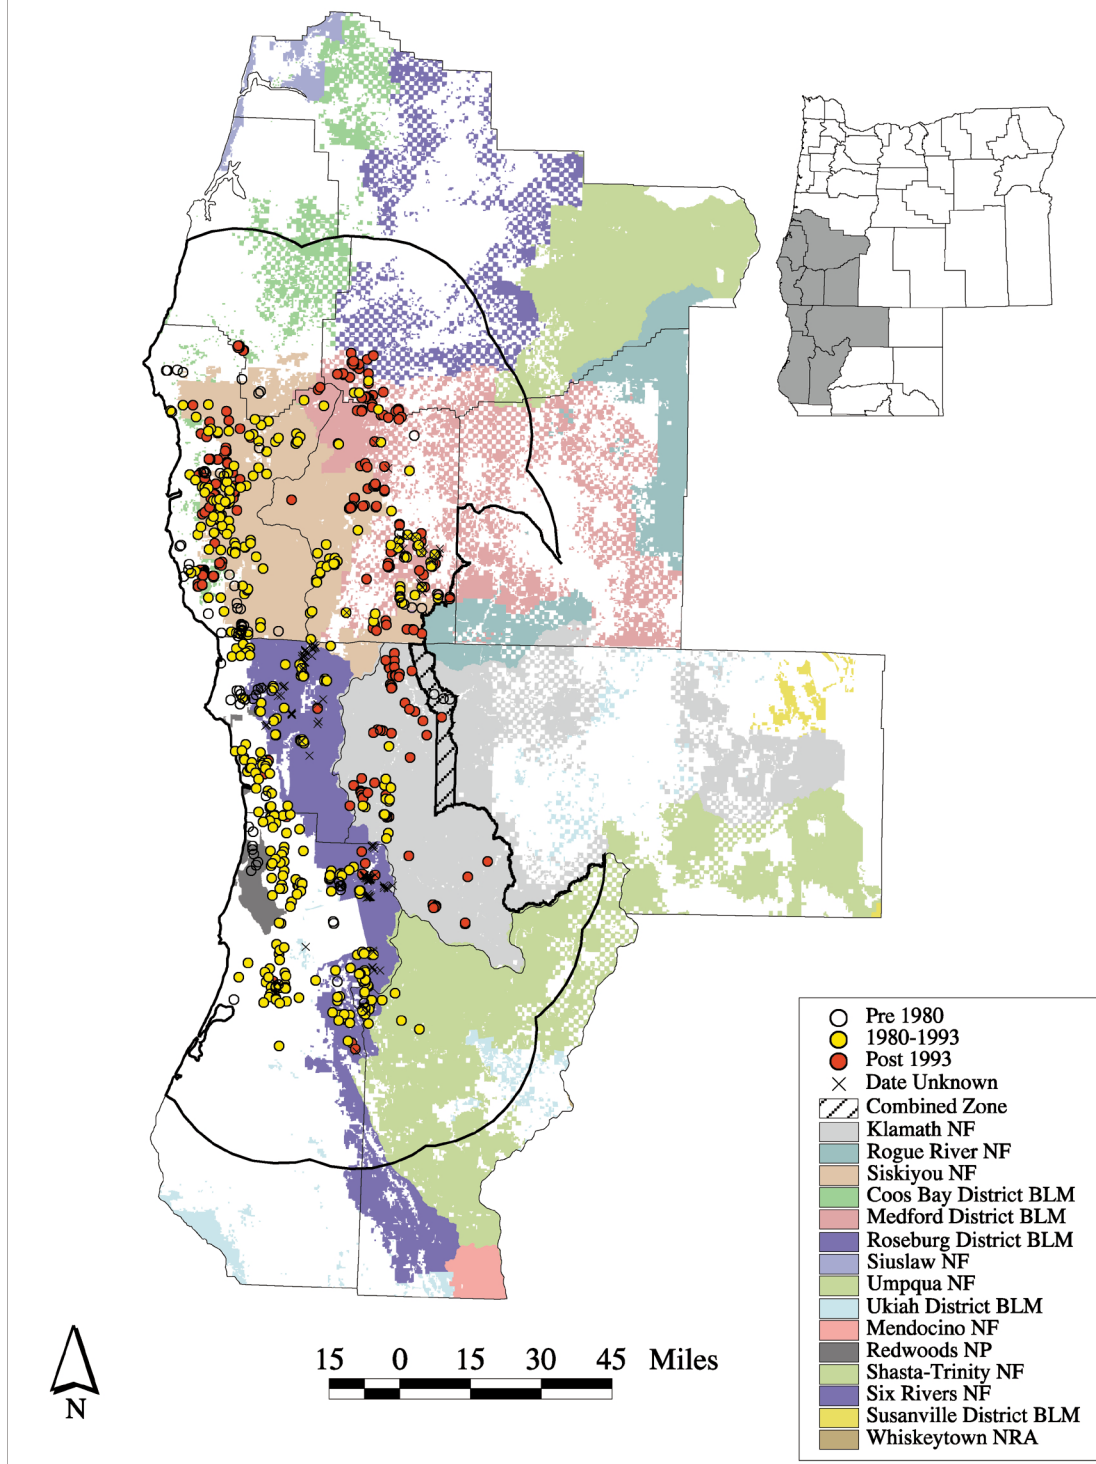 Pre 1980
1980-1993
Post 1993
Date Unknown
Combined Zone
Klamath NF
Rogue River NF
Siskiyou NF
Coos Bay District BLM
Medford District BLM
Roseburg District BLM
Siuslaw NF
Umpqua NF
Ukiah District BLM
Mendocino NF
Redwoods NP
Shasta-Trinity NF
Six Rivers NF
Susanville District BLM
Whiskeytown NRA
15 0 15 30 45 Miles
N